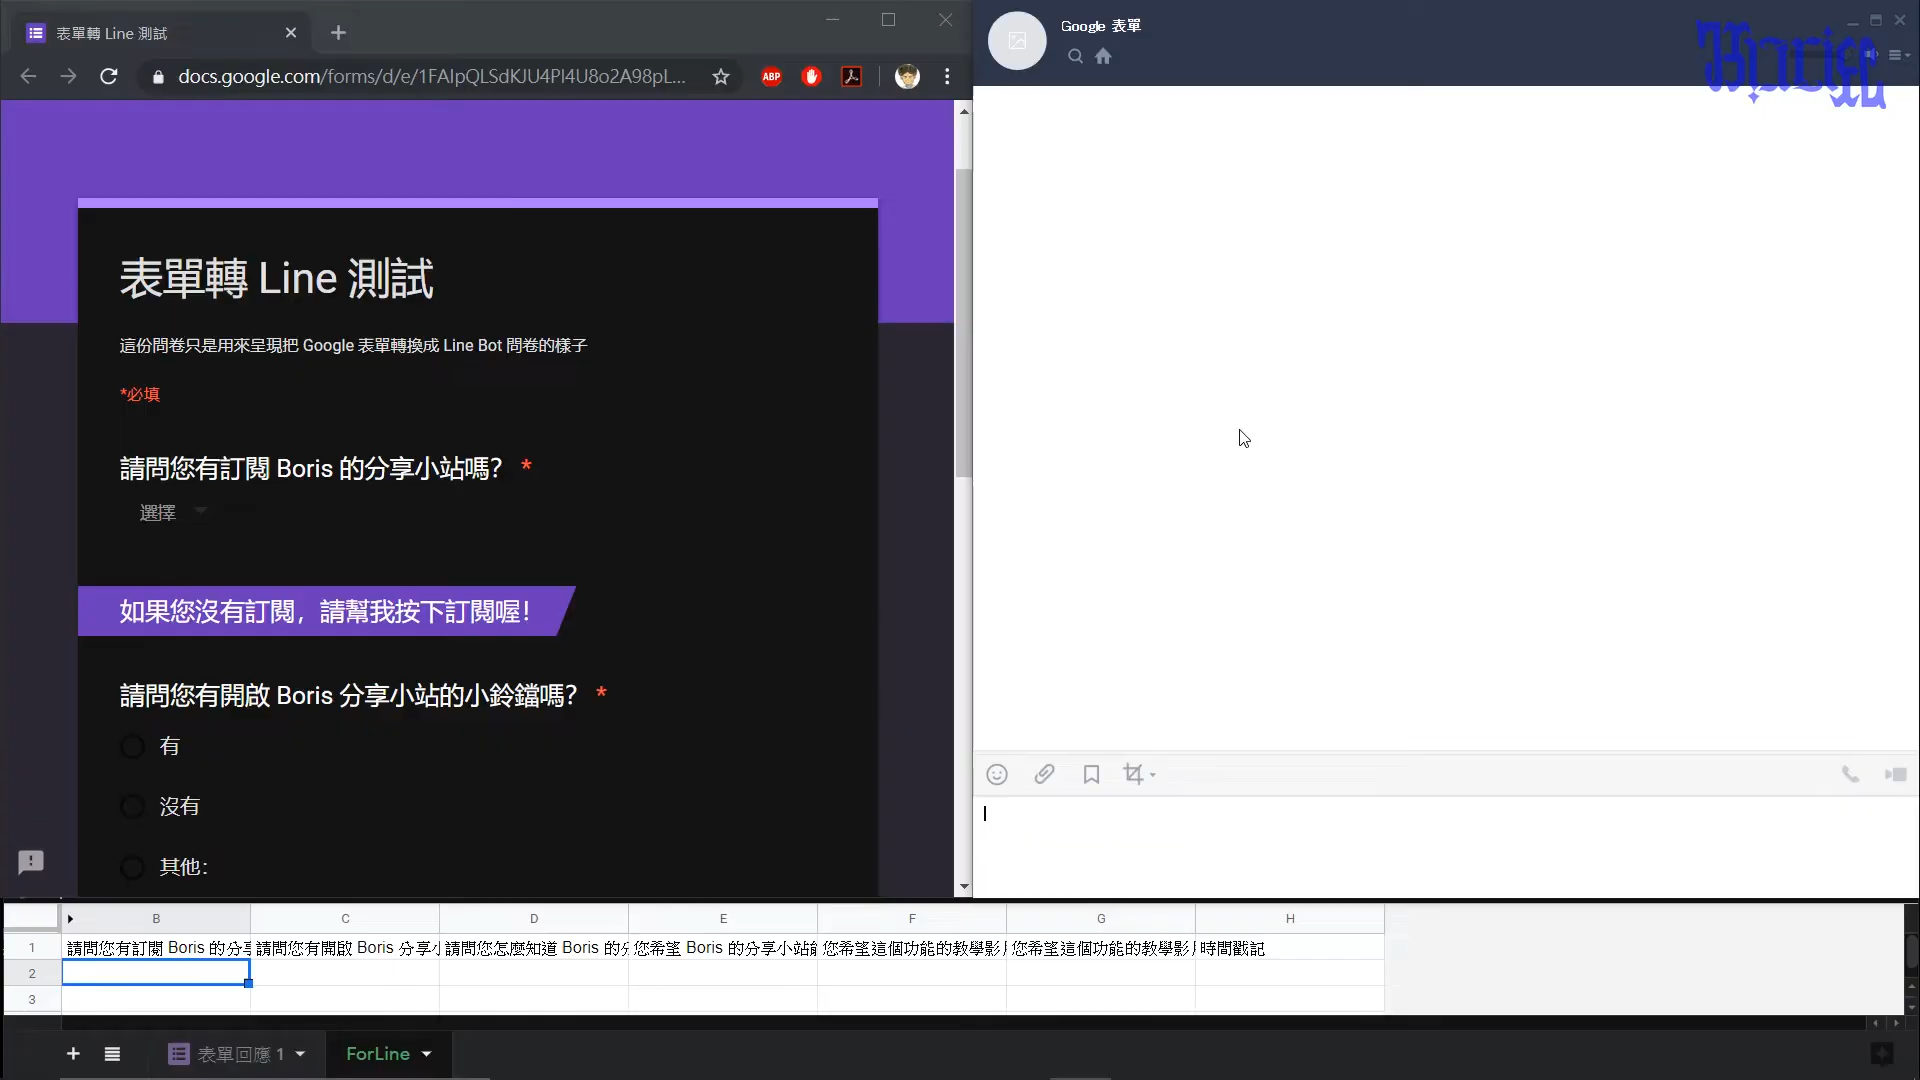 表單轉 Line 測試
docs.google.com/forms/d/e/1FAIpQLSdKJU4PI4U8o2A98pL...
ABP
Google 表單
Boris
表單轉 Line 測試
這份問卷只是用來呈現把 Google 表單轉換成 Line Bot 問卷的樣子
*必填
請問您有訂閱 Boris 的分享小站嗎? *
選擇
如果您沒有訂閱，請幫我按下訂閱喔！
請問您有開啟 Boris 分享小站的小鈴鐺嗎? *
有
沒有
其他：
B C D E F G H
1 請問您有訂閱 Boris 的分享 請問您有開啟 Boris 分享小 請問您怎麼知道 Boris 的分 您希望 Boris 的分享小站能 您希望這個功能的教學影片 您希望這個功能的教學影片 時間戳記
2
3
表單回應 1 ForLine